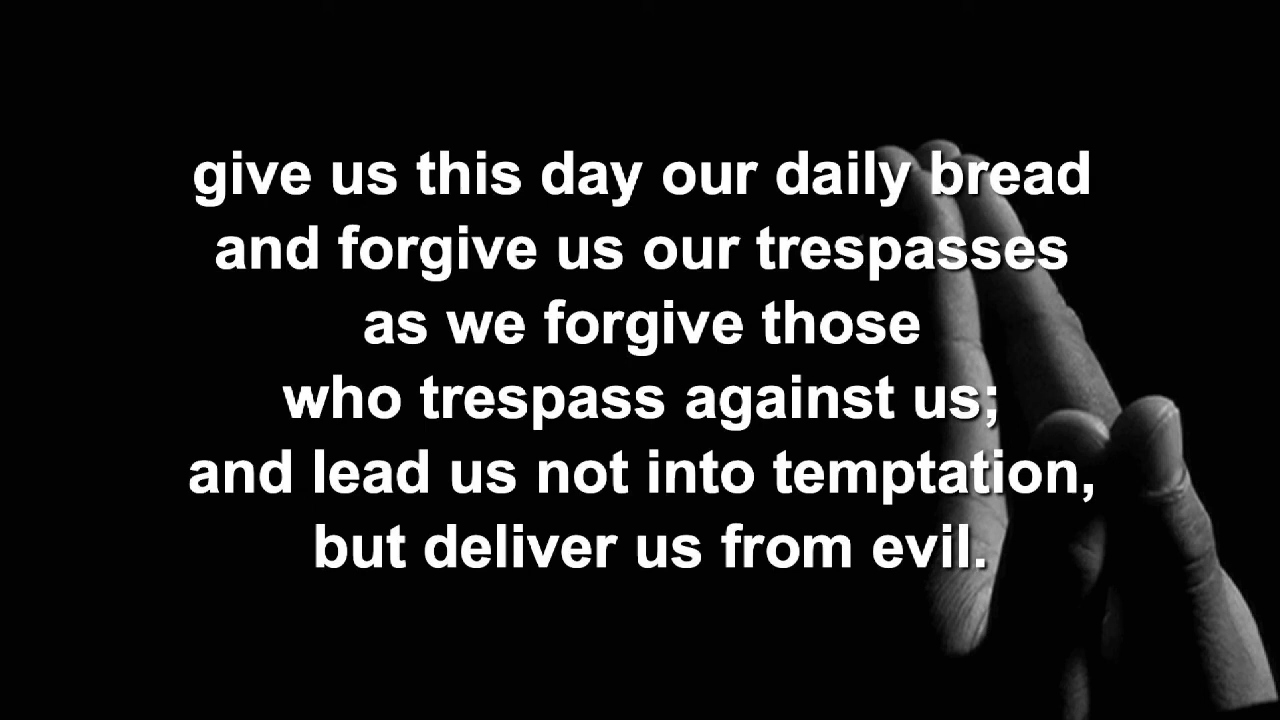 give us this day our daily bread
and forgive us our trespasses
as we forgive those
who trespass against us;
and lead us not into temptation,
but deliver us from evil.